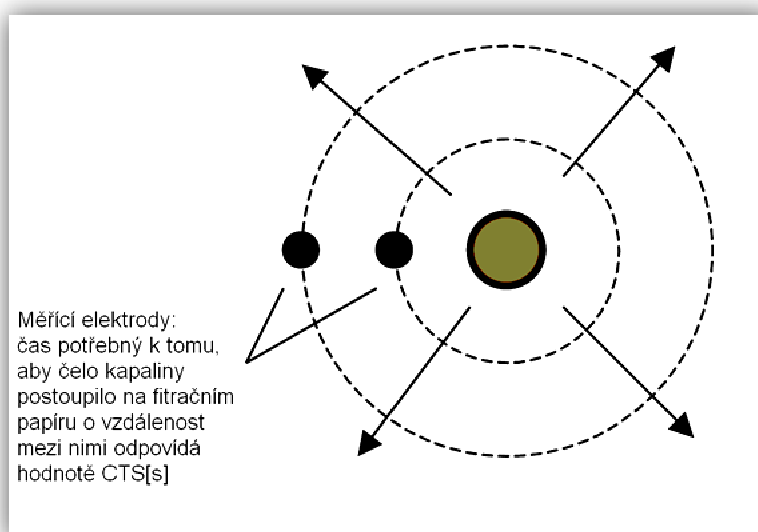 Měřící elektrody:
čas potřebný k tomu,
aby čelo kapaliny
postoupilo na fitračním
papíru o vzdálenost
mezi nimi odpovídá
hodnotě CTS[s]